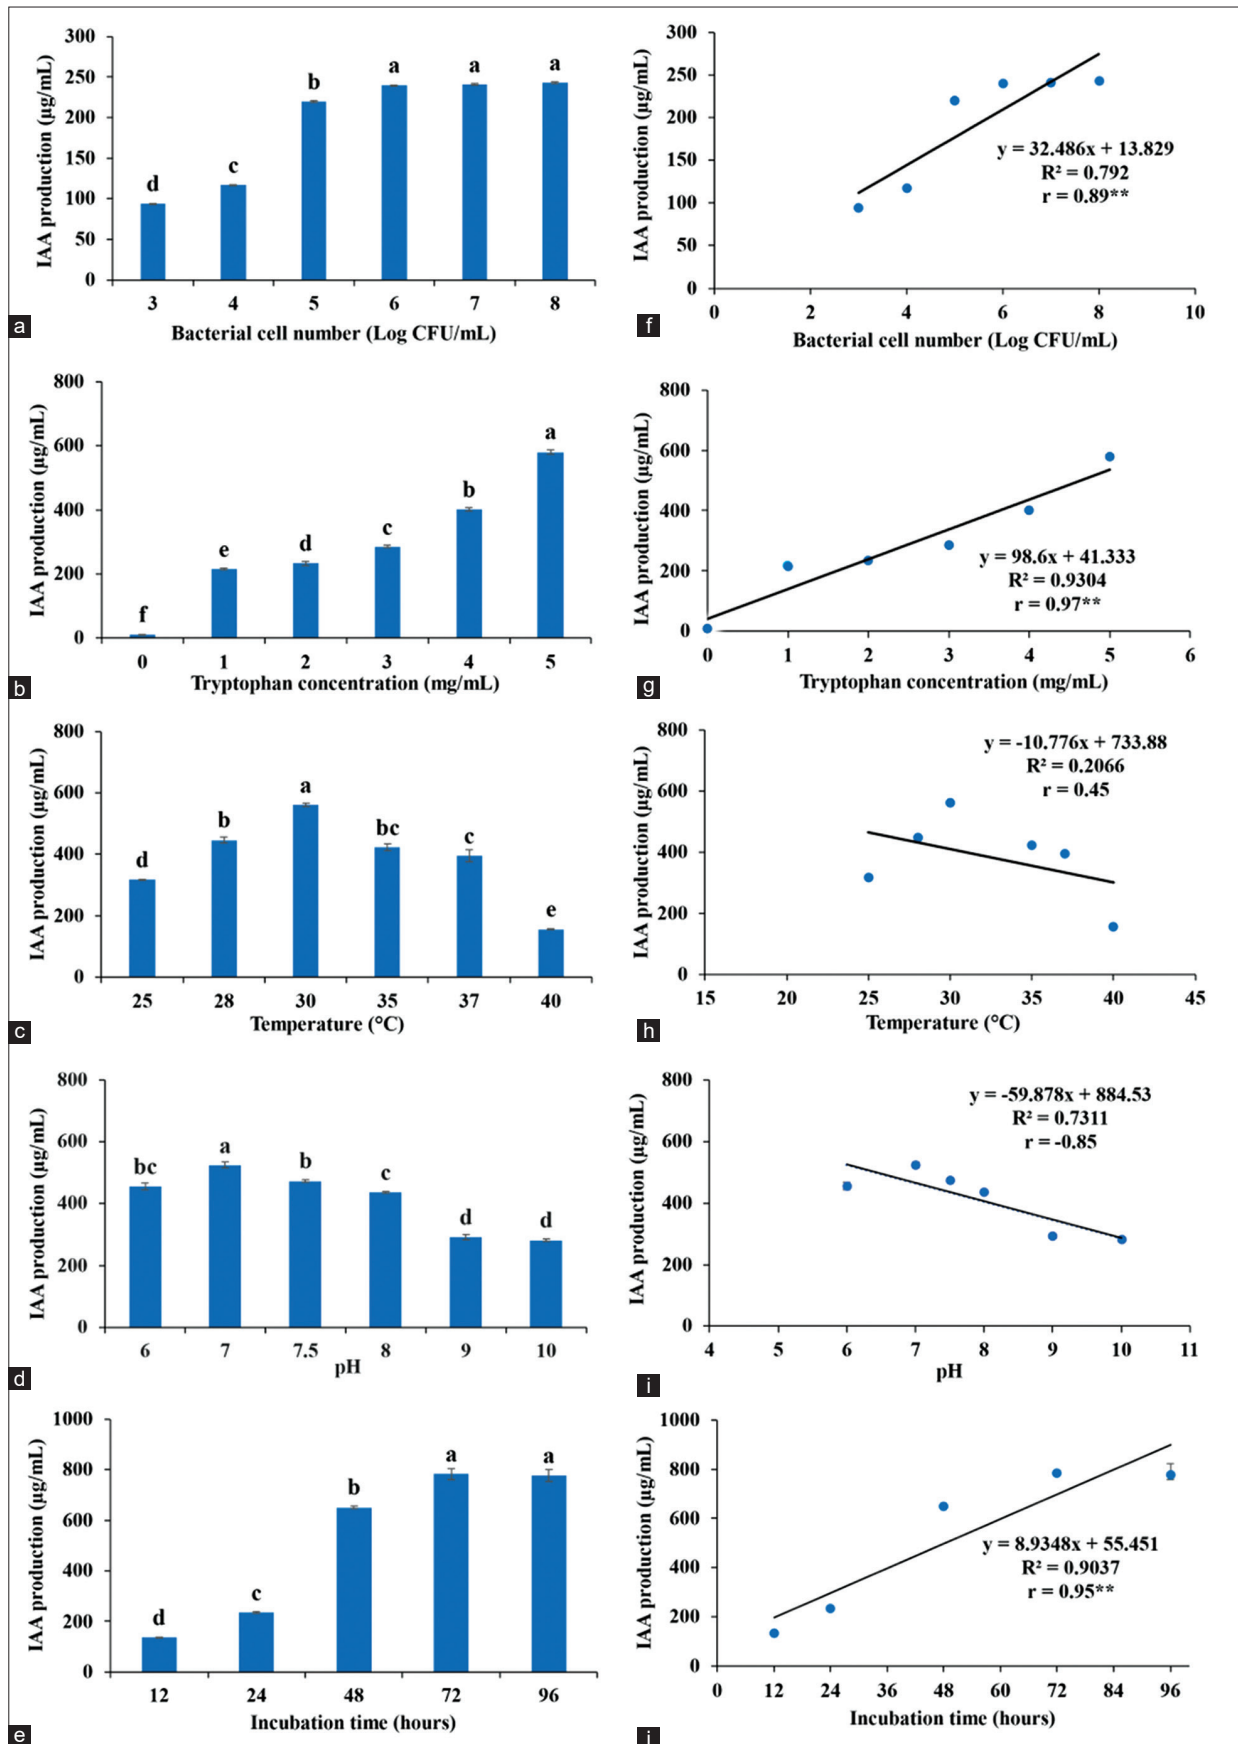 IAA production (µg/mL)
300
250
200
150
100
50
0
d
c
b
a
a
a
3 4 5 6 7 8
Bacterial cell number (Log CFU/mL)
a
IAA production (µg/mL)
300
250
200
150
100
50
0
y = 32.486x + 13.829
R² = 0.792
r = 0.89**
0 2 4 6 8 10
Bacterial cell number (Log CFU/mL)
f
IAA production (µg/mL)
800
600
400
200
0
f
e
d
c
b
a
0 1 2 3 4 5
Tryptophan concentration (mg/mL)
b
IAA production (µg/mL)
800
600
400
200
0
y = 98.6x + 41.333
R² = 0.9304
r = 0.97**
0 1 2 3 4 5 6
Tryptophan concentration (mg/mL)
g
IAA production (µg/mL)
800
600
400
200
0
d
b
a
bc
c
e
25 28 30 35 37 40
Temperature (°C)
c
IAA production (µg/mL)
800
600
400
200
0
y = -10.776x + 733.88
R² = 0.2066
r = 0.45
15 20 25 30 35 40 45
Temperature (°C)
h
IAA production (µg/mL)
800
600
400
200
0
bc
a
b
c
d
d
6 7 7.5 8 9 10
pH
d
IAA production (µg/mL)
800
600
400
200
0
y = -59.878x + 884.53
R² = 0.7311
r = -0.85
4 5 6 7 8 9 10 11
pH
i
IAA production (µg/mL)
1000
800
600
400
200
0
d
c
b
a
a
12 24 48 72 96
Incubation time (hours)
e
IAA production (µg/mL)
1000
800
600
400
200
0
y = 8.9348x + 55.451
R² = 0.9037
r = 0.95**
0 12 24 36 48 60 72 84 96
Incubation time (hours)
j